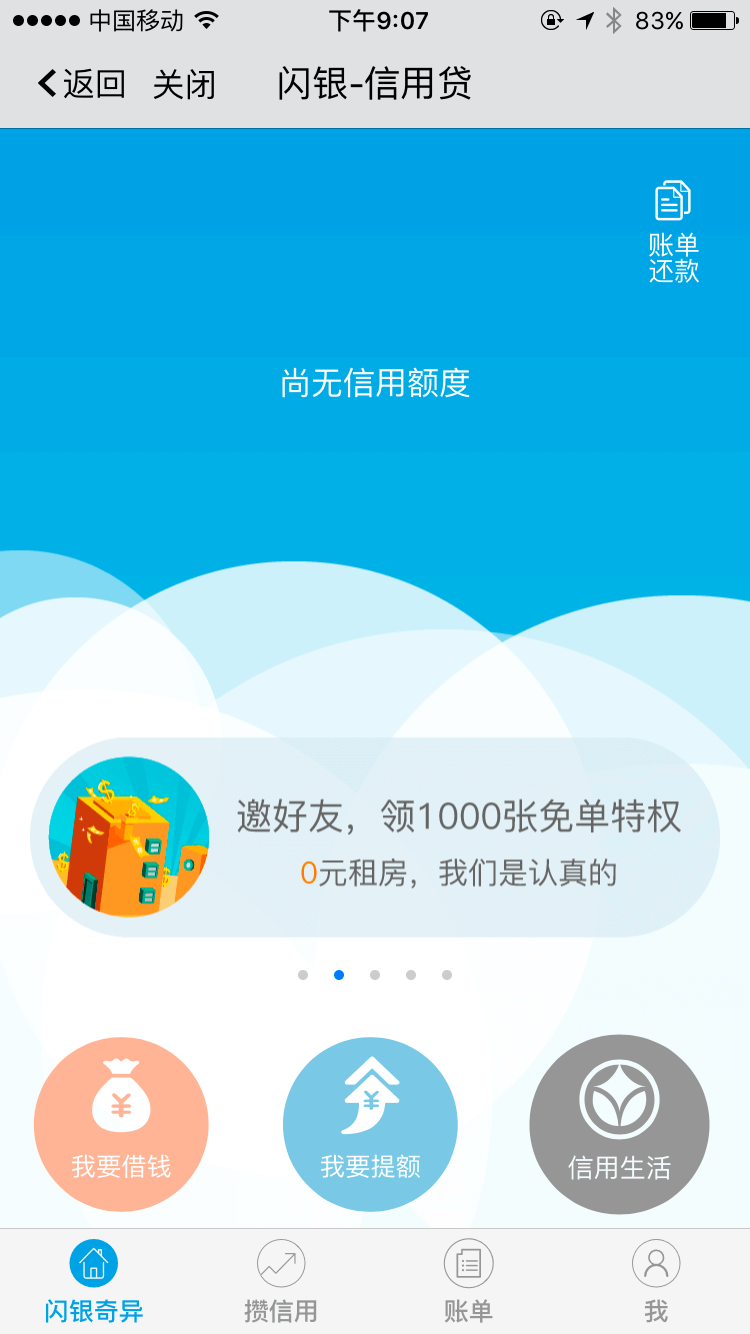 中国移动 下午9:07 83%
返回 关闭 闪银-信用贷
账单
还款
尚无信用额度
邀好友，领1000张免单特权
0元租房，我们是认真的
我要借钱 我要提额 信用生活
闪银奇异 攒信用 账单 我